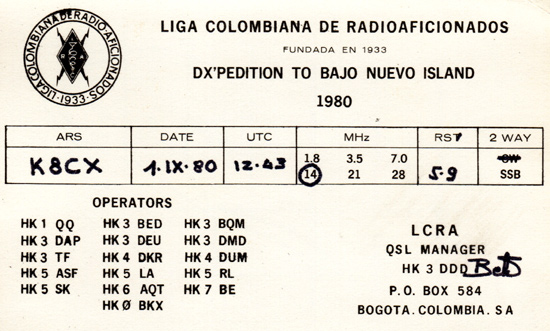 LIGA COLOMBIANA DE RADIOAFICIONADOS
LIGA COLOMBIANA DE RADIOAFICIONADOS
·1933·
FUNDADA EN 1933
DX'PEDITION TO BAJO NUEVO ISLAND
1980
ARS DATE UTC MHz RST 2 WAY
K8CX 1.IX.80 12.43 1.8 3.5 7.0 5.9 CW
14 21 28 SSB
OPERATORS
HK1 QQ HK3 BED HK3 BQM
HK3 DAP HK3 DEU HK3 DMD
HK3 TF HK4 DKR HK4 DUM
HK5 ASF HK5 LA HK5 RL
HK5 SK HK6 AQT HK7 BE
HKØ BKX
LCRA
QSL MANAGER
HK 3 DDD
P.O. BOX 584
BOGOTA. COLOMBIA. SA